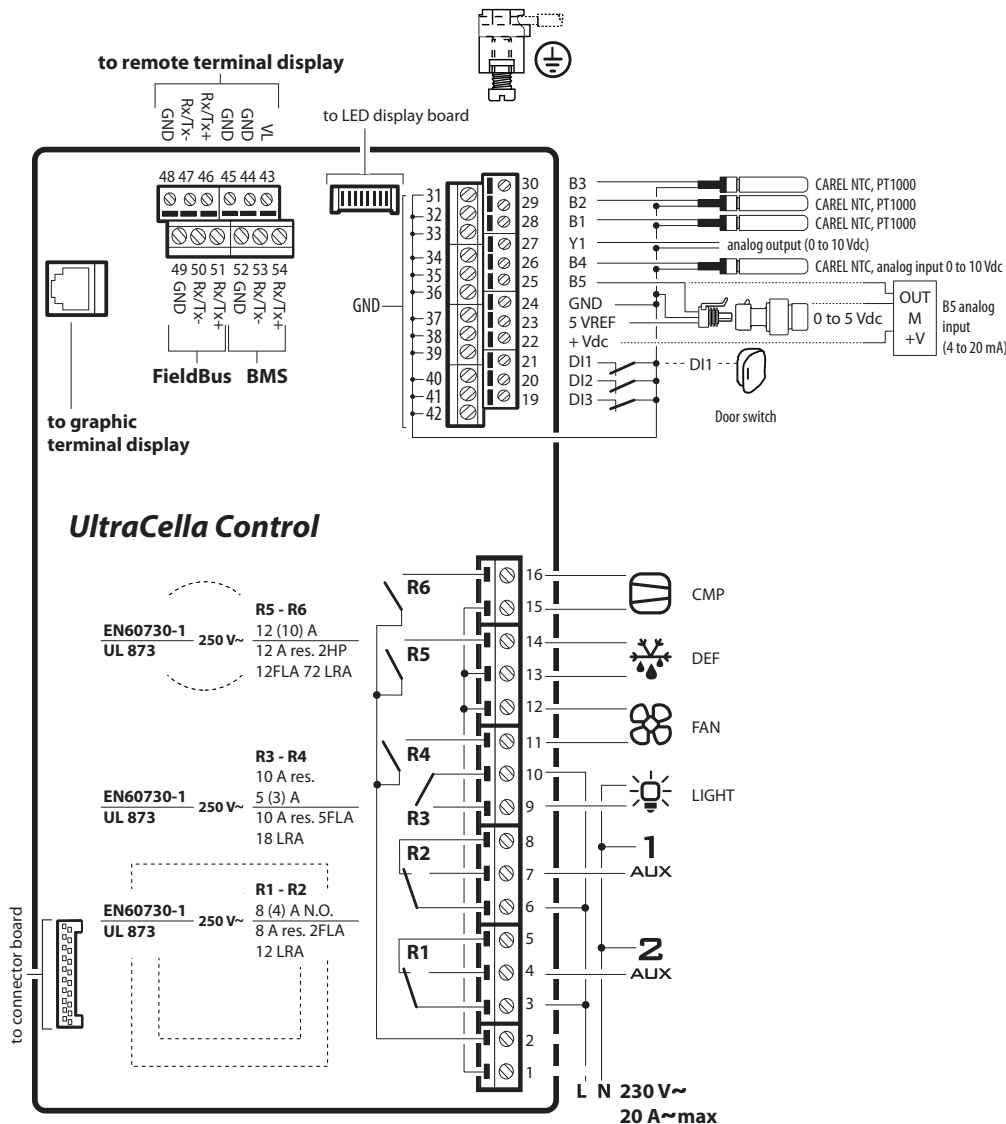 to remote terminal display
GND
Rx/Tx-
Rx/Tx+
GND
GND
VL
48 47 46 45 44 43
49 50 51 52 53 54
GND
Rx/Tx-
Rx/Tx+
GND
Rx/Tx-
Rx/Tx+
FieldBus BMS
to graphic
terminal display
to LED display board
GND
31
32
33
34
35
36
37
38
39
40
41
42
30 B3 CAREL NTC, PT1000
29 B2 CAREL NTC, PT1000
28 B1 CAREL NTC, PT1000
27 Y1 analog output (0 to 10 Vdc)
26 B4 CAREL NTC, analog input 0 to 10 Vdc
25 B5
24 GND
23 5 VREF
22 + Vdc
21 DI1
20 DI2
19 DI3
0 to 5 Vdc
OUT
M
+V
B5 analog
input
(4 to 20 mA)
DI1
Door switch
UltraCella Control
EN60730-1
UL 873
250 V~
R5 - R6
12 (10) A
12 A res. 2HP
12FLA 72 LRA
EN60730-1
UL 873
250 V~
R3 - R4
10 A res.
5 (3) A
10 A res. 5FLA
18 LRA
EN60730-1
UL 873
250 V~
R1 - R2
8 (4) A N.O.
8 A res. 2FLA
12 LRA
to connector board
R6
R5
R4
R3
R2
R1
16
15
14
13
12
11
10
9
8
7
6
5
4
3
2
1
CMP
DEF
FAN
LIGHT
1
AUX
2
AUX
L N 230 V~
20 A~max